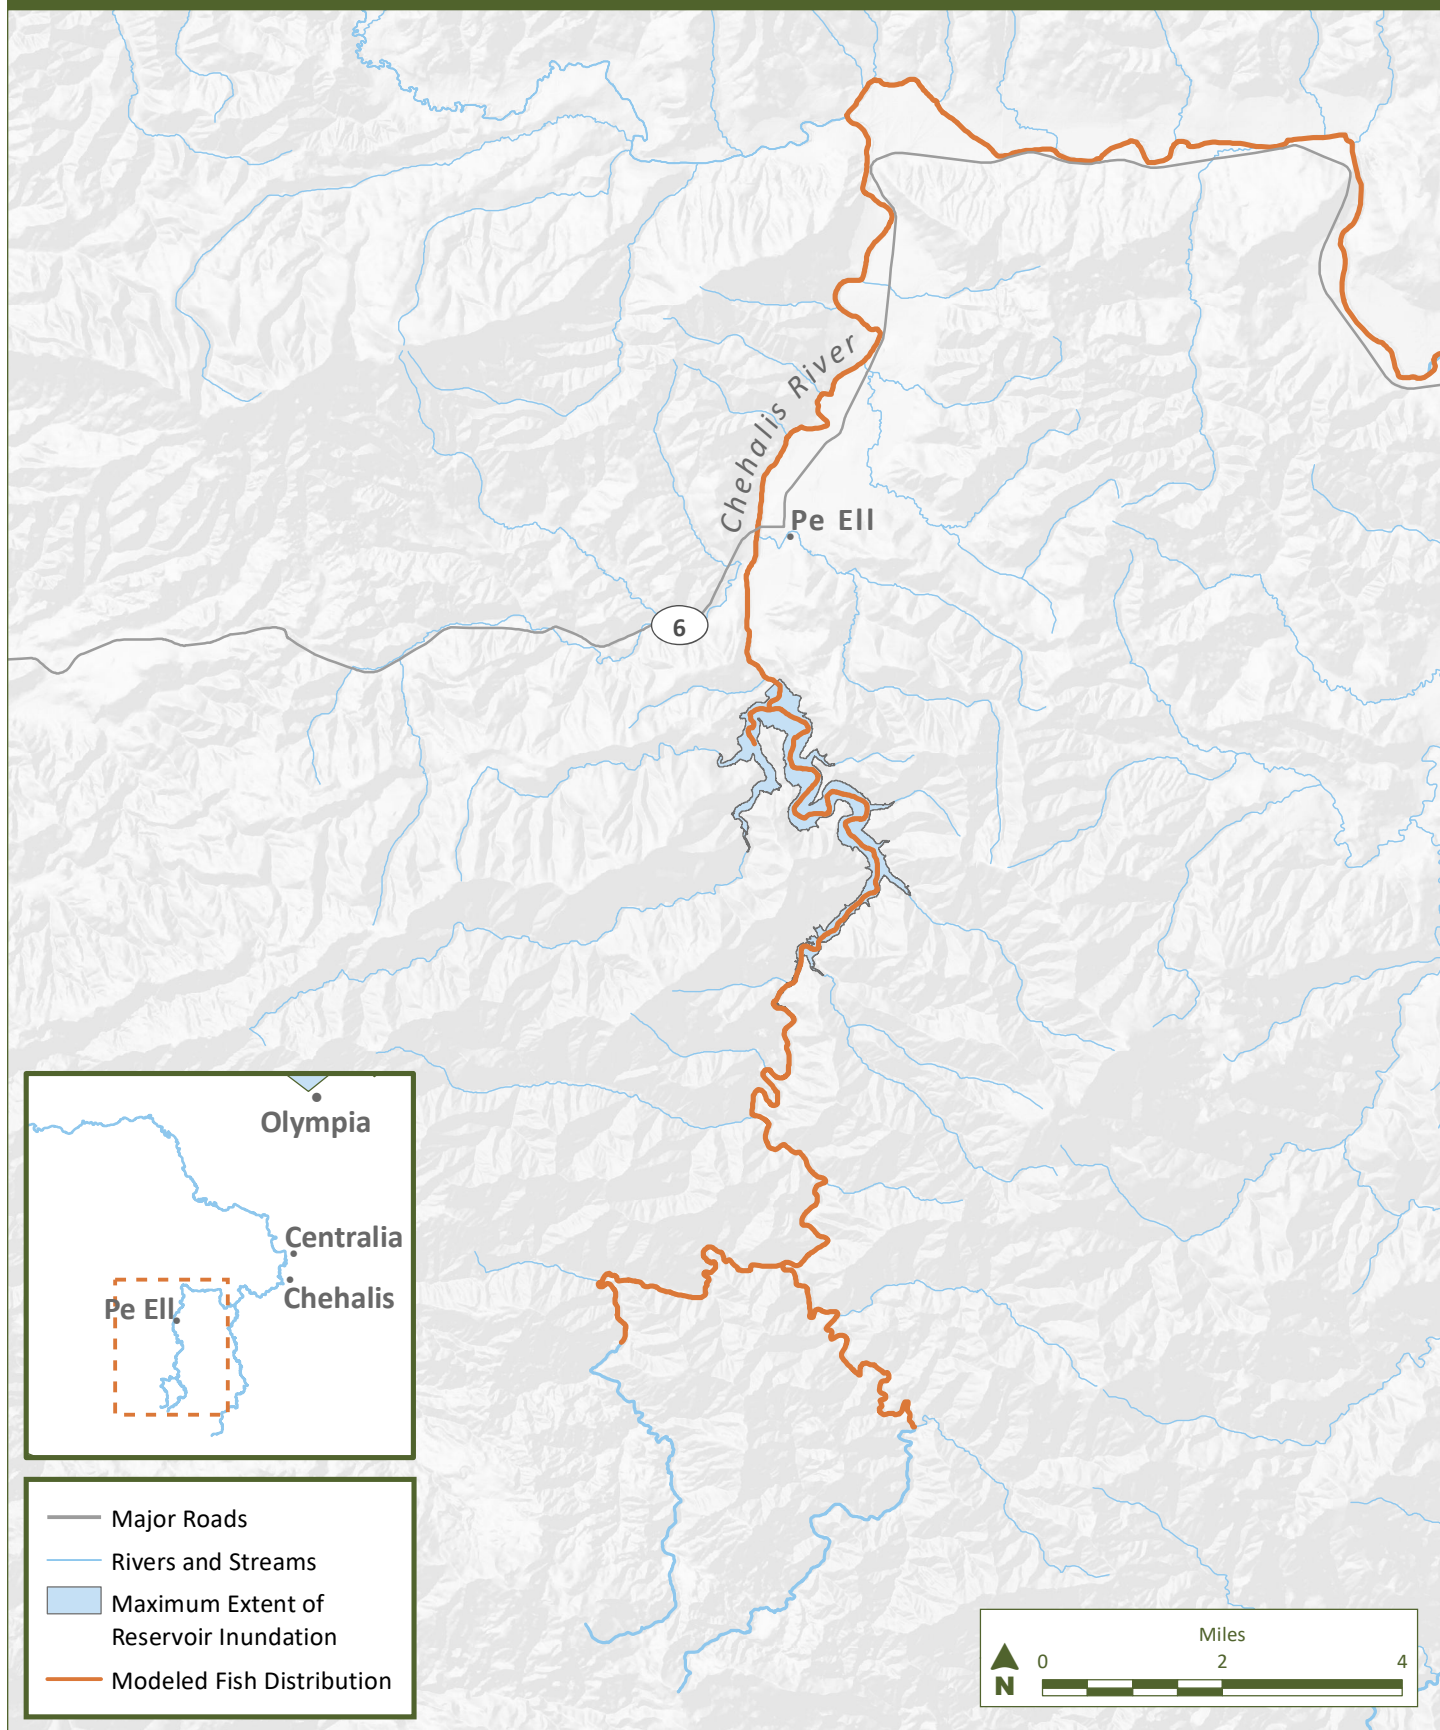 Chehalis River
Pe Ell
6
Olympia
Centralia
Chehalis
Pe Ell
Major Roads
Rivers and Streams
Maximum Extent of
Reservoir Inundation
Modeled Fish Distribution
Miles
0 2 4
N